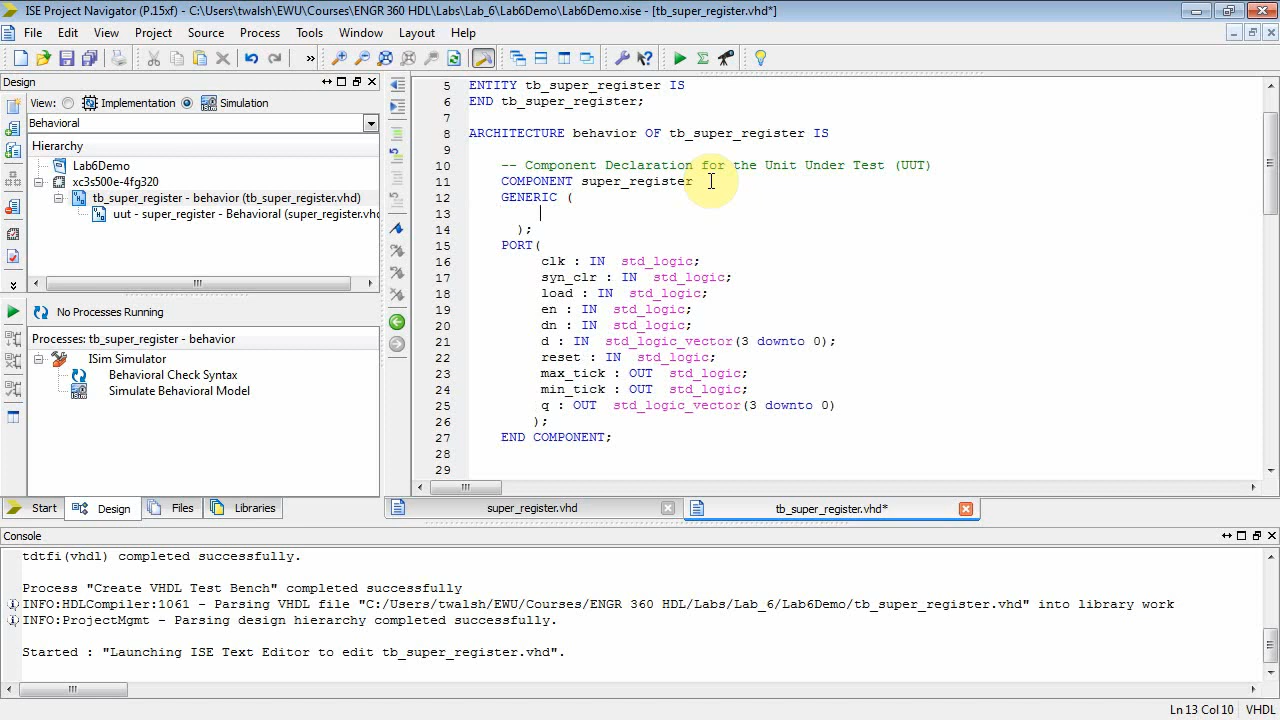 ISE Project Navigator (P.15xf) - C:\Users\twalsh\EWU\Courses\ENGR 360 HDL\Labs\Lab_6\Lab6Demo\Lab6Demo.xise - [tb_super_register.vhd*]
File Edit View Project Source Process Tools Window Layout Help
Design
View: Implementation Simulation
Behavioral
Hierarchy
Lab6Demo
xc3s500e-4fg320
tb_super_register - behavior (tb_super_register.vhd)
uut - super_register - Behavioral (super_register.vhd
No Processes Running
Processes: tb_super_register - behavior
ISim Simulator
Behavioral Check Syntax
Simulate Behavioral Model
Start Design Files Libraries
5 ENTITY tb_super_register IS
6 END tb_super_register;
7
8 ARCHITECTURE behavior OF tb_super_register IS
9
10 -- Component Declaration for the Unit Under Test (UUT)
11 COMPONENT super_register
12 GENERIC (
13
14 );
15 PORT(
16 clk : IN std_logic;
17 syn_clr : IN std_logic;
18 load : IN std_logic;
19 en : IN std_logic;
20 dn : IN std_logic;
21 d : IN std_logic_vector(3 downto 0);
22 reset : IN std_logic;
23 max_tick : OUT std_logic;
24 min_tick : OUT std_logic;
25 q : OUT std_logic_vector(3 downto 0)
26 );
27 END COMPONENT;
28
29
super_register.vhd tb_super_register.vhd*
Console
tdtfi(vhdl) completed successfully.
Process "Create VHDL Test Bench" completed successfully
INFO:HDLCompiler:1061 - Parsing VHDL file "C:/Users/twalsh/EWU/Courses/ENGR 360 HDL/Labs/Lab_6/Lab6Demo/tb_super_register.vhd" into library work
INFO:ProjectMgmt - Parsing design hierarchy completed successfully.
Started : "Launching ISE Text Editor to edit tb_super_register.vhd".
Ln 13 Col 10 VHDL